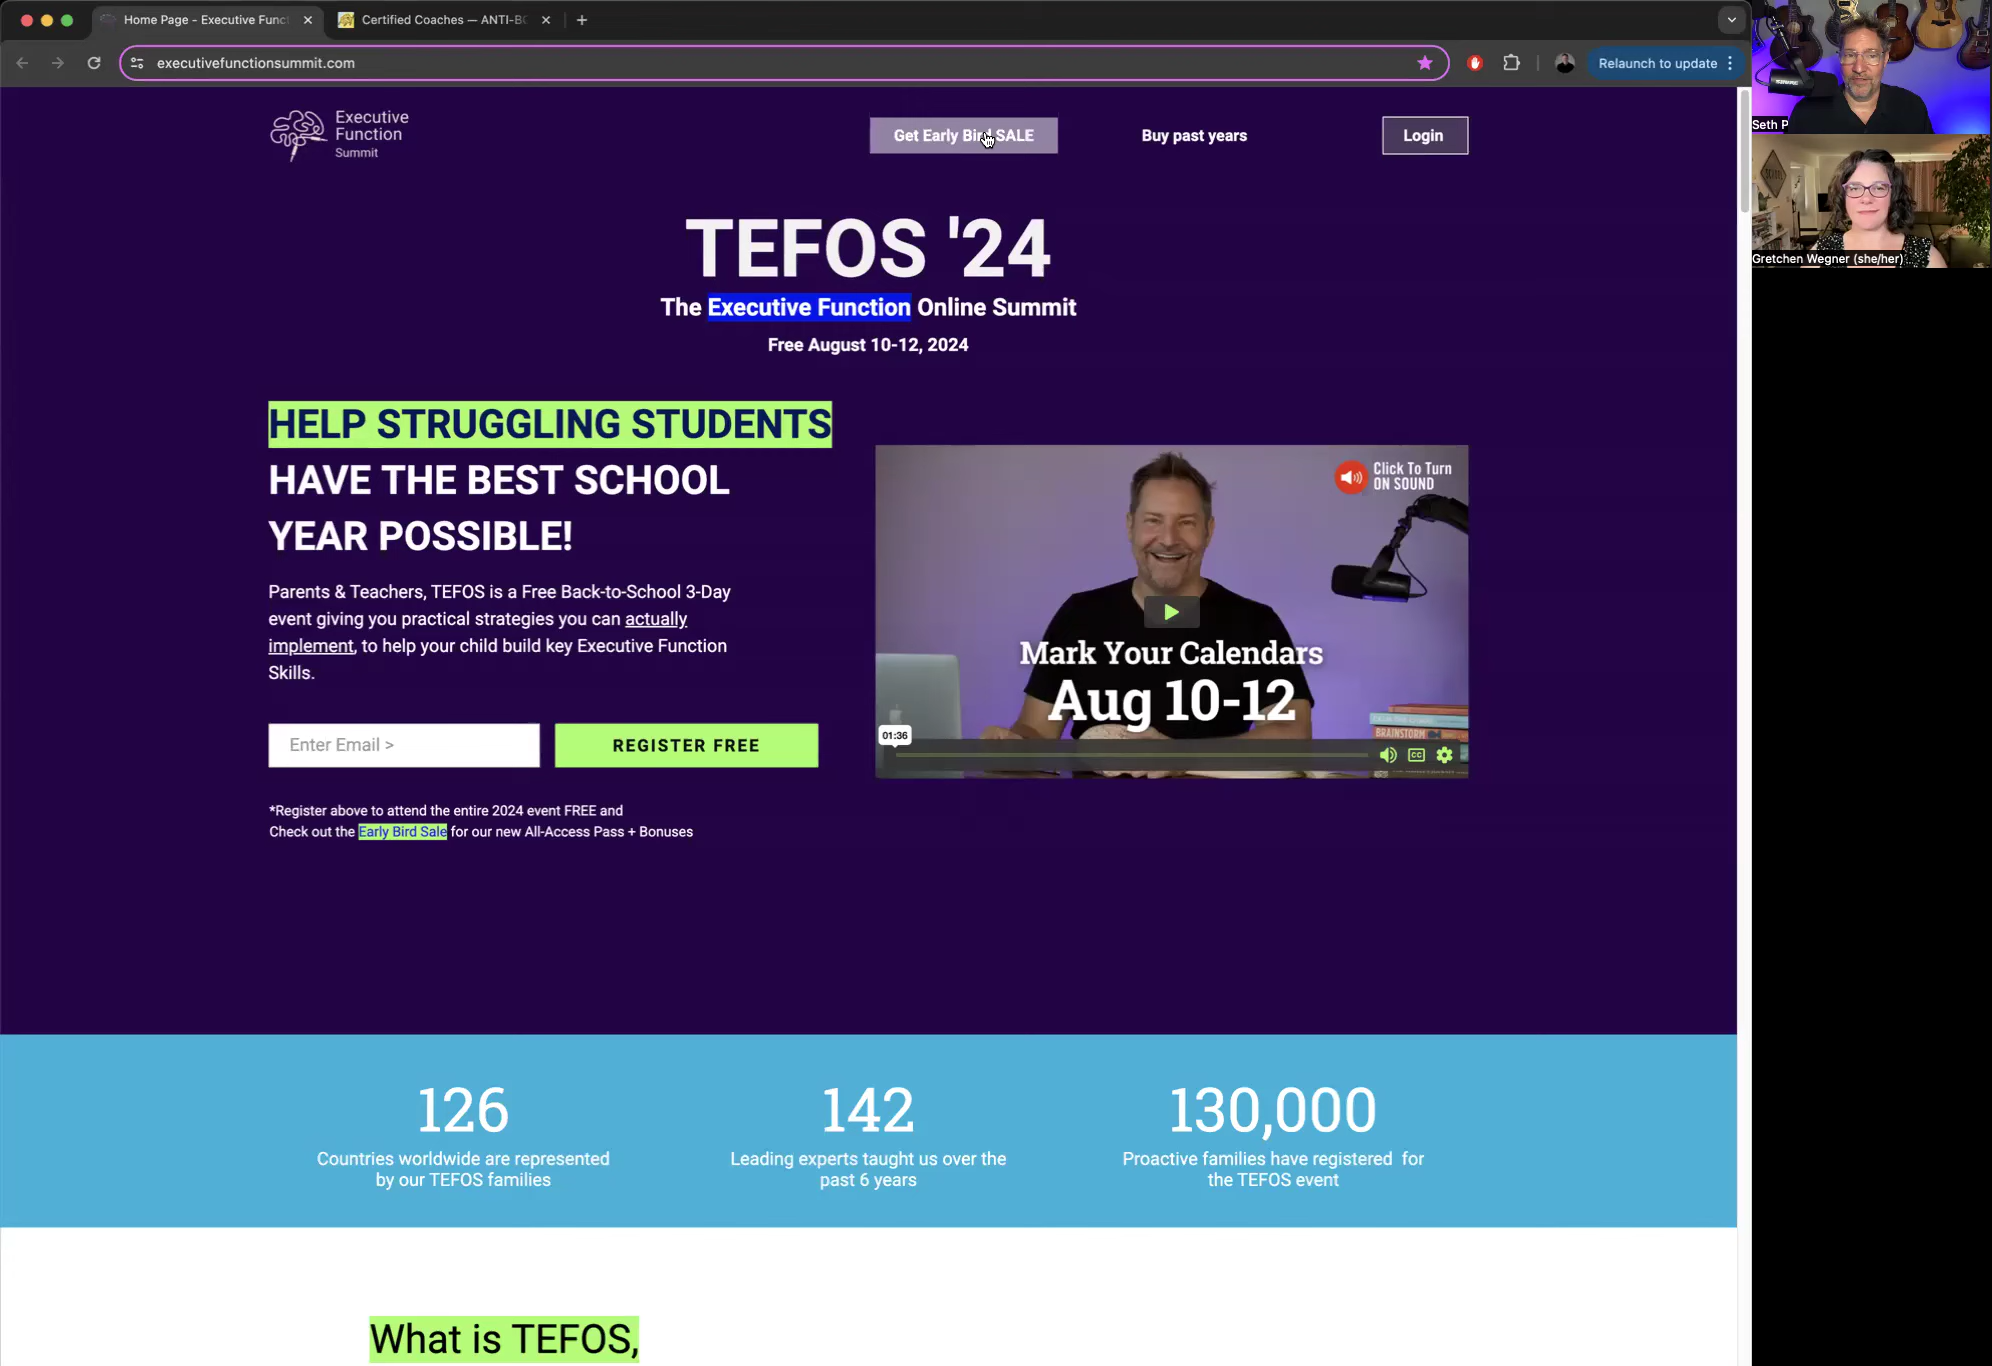 Home Page - Executive Func
Certified Coaches — ANTI-BO
executivefunctionsummit.com
Relaunch to update
Executive
Function
Summit
Get Early Bird SALE
Buy past years
Login
TEFOS '24
The Executive Function Online Summit
Free August 10-12, 2024
HELP STRUGGLING STUDENTS
HAVE THE BEST SCHOOL
YEAR POSSIBLE!
Parents & Teachers, TEFOS is a Free Back-to-School 3-Day
event giving you practical strategies you can actually
implement, to help your child build key Executive Function
Skills.
Enter Email >
REGISTER FREE
*Register above to attend the entire 2024 event FREE and
Check out the Early Bird Sale for our new All-Access Pass + Bonuses
Click To Turn
ON SOUND
Mark Your Calendars
Aug 10-12
BRAINSTORM
01:36
CC
126
Countries worldwide are represented
by our TEFOS families
142
Leading experts taught us over the
past 6 years
130,000
Proactive families have registered for
the TEFOS event
What is TEFOS,
Seth P
Gretchen Wegner (she/her)